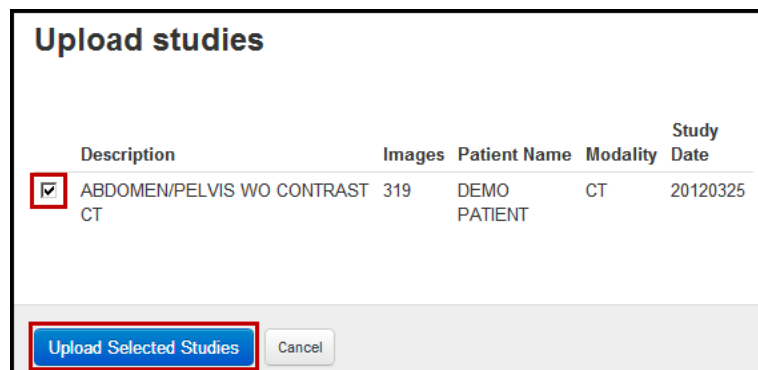 Upload studies
Study
Description Images Patient Name Modality Date
ABDOMEN/PELVIS WO CONTRAST 319 DEMO CT 20120325
CT PATIENT
Upload Selected Studies Cancel